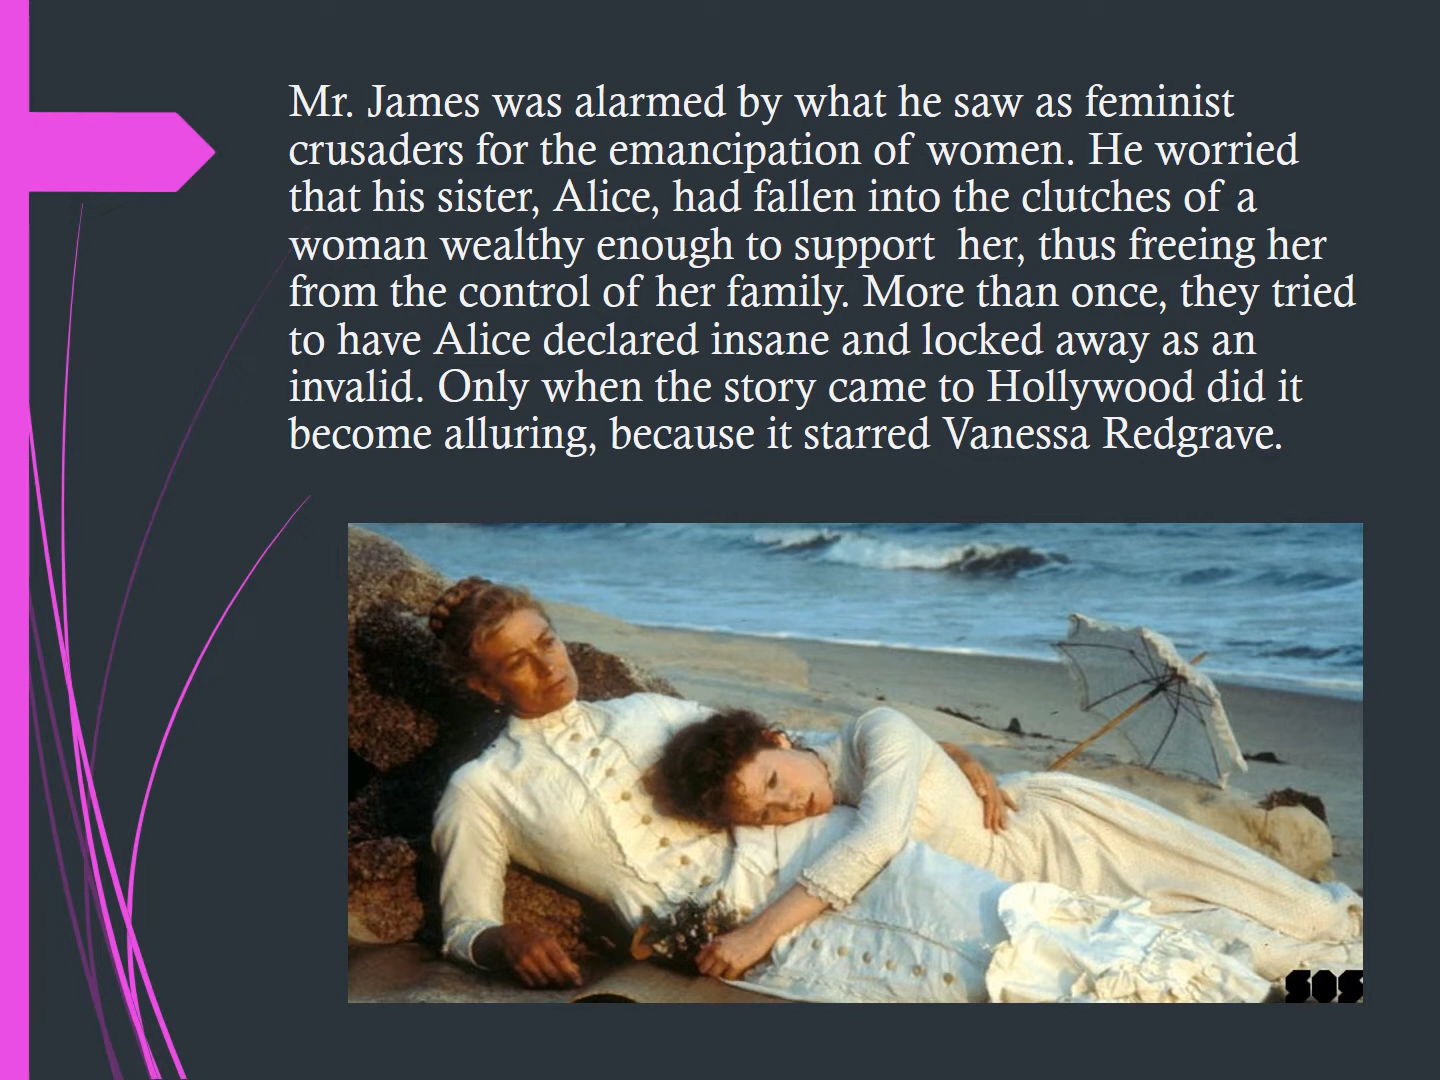 Mr. James was alarmed by what he saw as feminist
crusaders for the emancipation of women. He worried
that his sister, Alice, had fallen into the clutches of a
woman wealthy enough to support  her, thus freeing her
from the control of her family. More than once, they tried
to have Alice declared insane and locked away as an
invalid. Only when the story came to Hollywood did it
become alluring, because it starred Vanessa Redgrave.
SOS